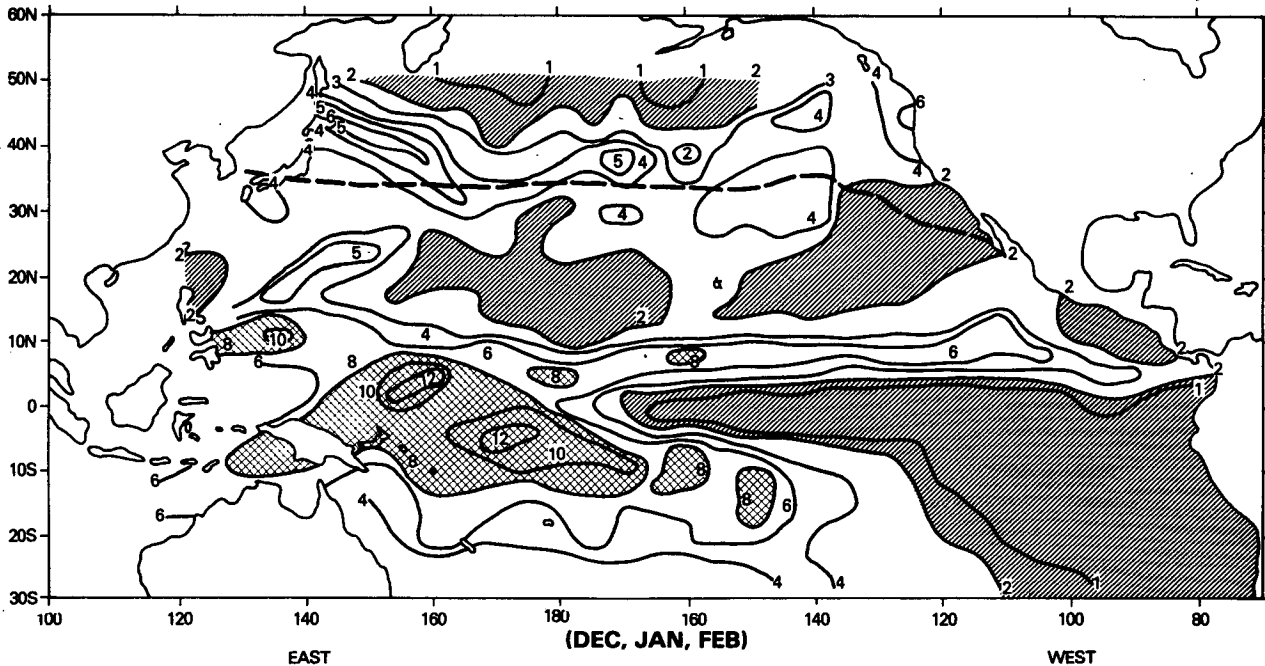 60N
2 1 1 1 1 2 3 4
50N 3
4 6
5 4
6
4 5
40N 4 5 4 2
4 2
4
30N 4 4
2 5 2
20N 2 & 2
25 4
10N 8 10 6 8 6
6 8 8 2
10 12 1
0
12 10
10S 8 8
6 8 6
6 4
20S
30S 4 4 2 1
100 120 140 160 180 160 140 120 100 80
(DEC, JAN, FEB)
EAST WEST